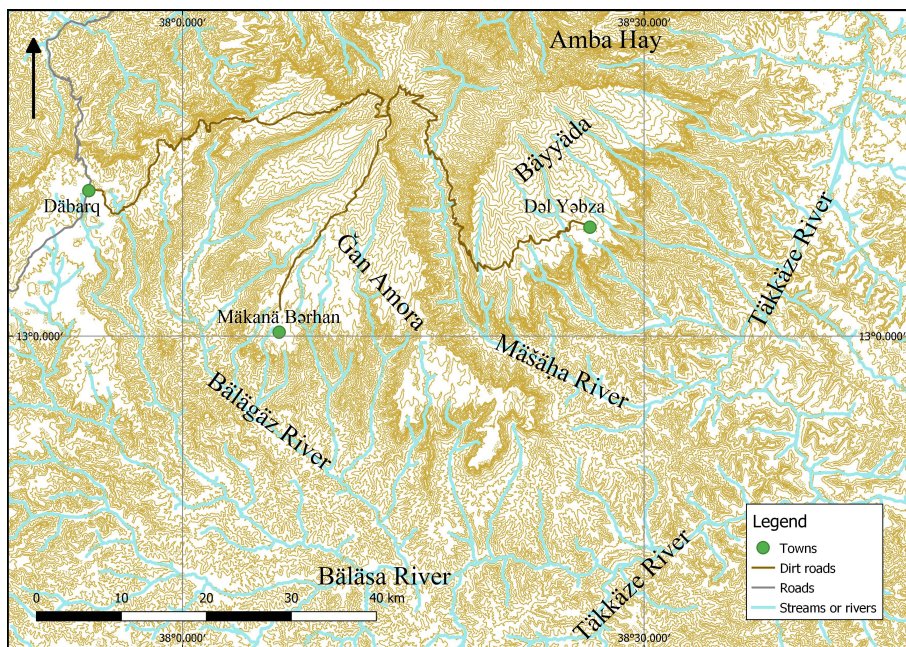 38°0.000′
38°30.000′
Amba Hay
Bäyyäda
Däbarq
Dəl Yəbza
Täkkäze River
Ǧan Amora
Mäkanä Bərhan
13°0.000′
13°0.000′
Mäšäha River
Bälägäz River
Legend
Towns
Dirt roads
Roads
Streams or rivers
Täkkäze River
Bäläsa River
0 10 20 30 40 km
38°0.000′
38°30.000′